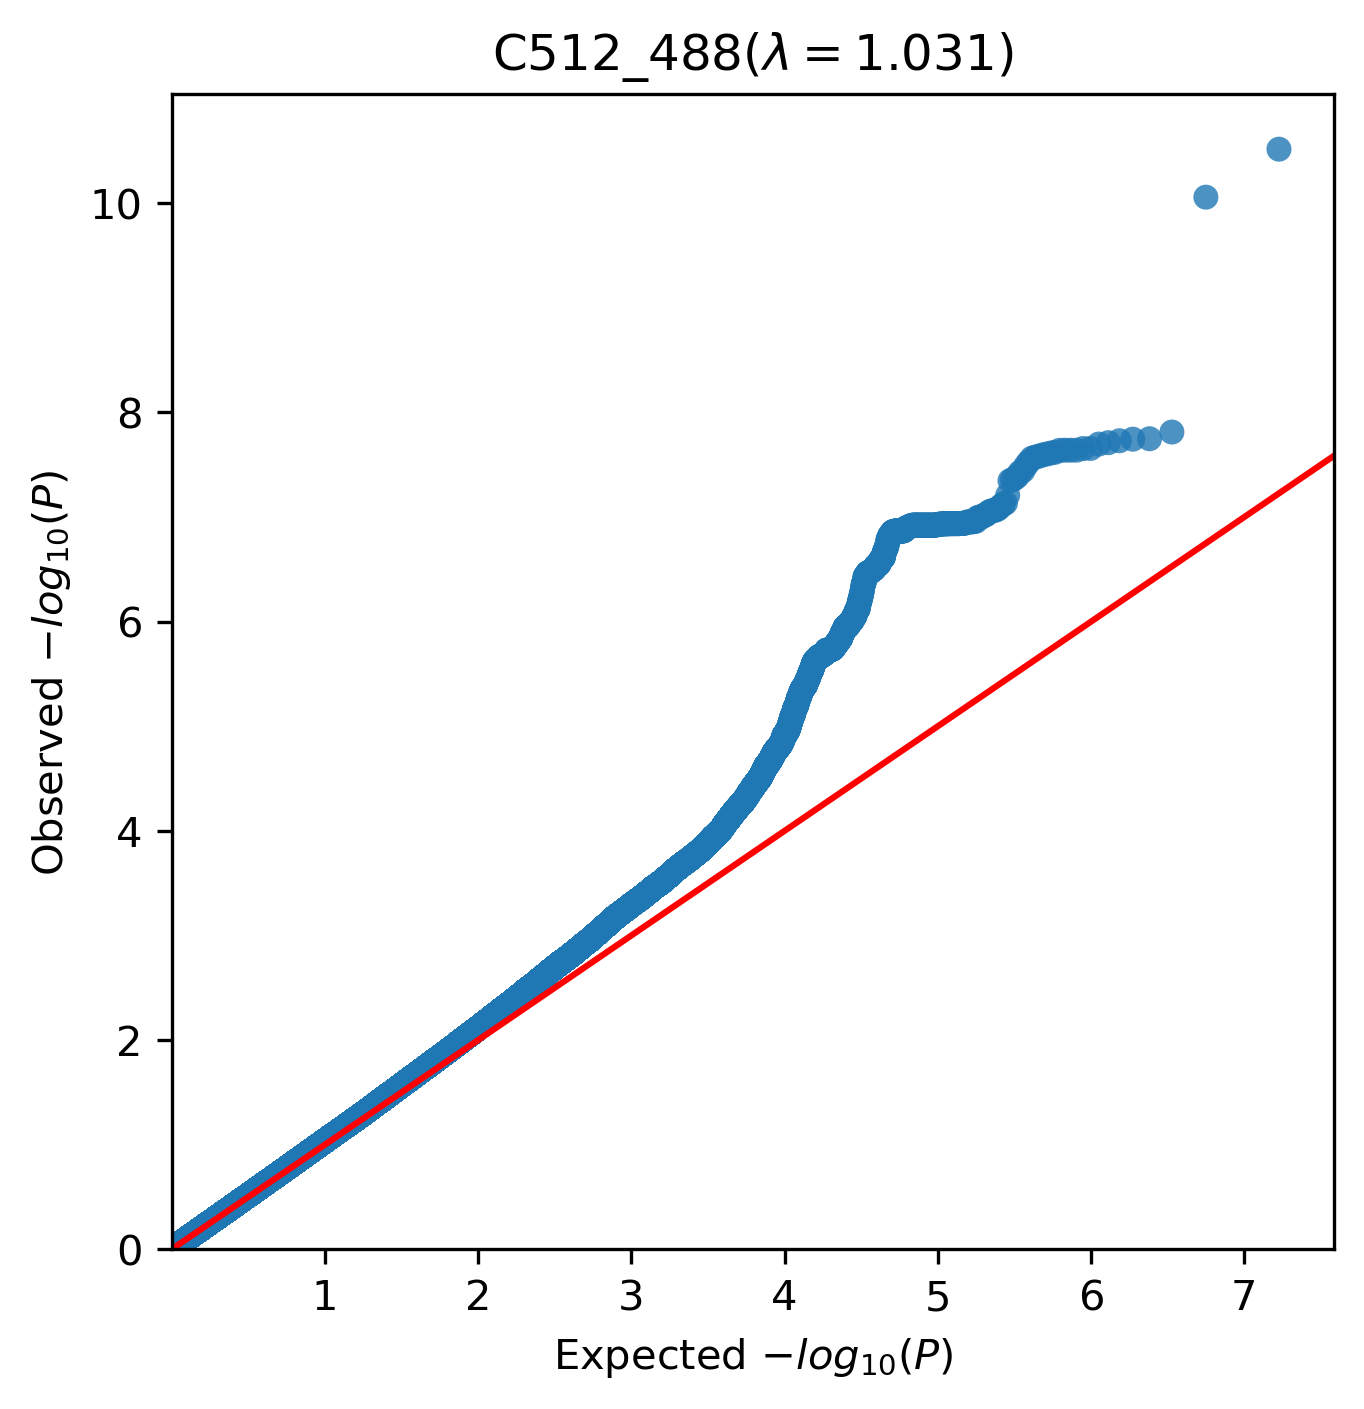 C512_488(λ = 1.031)
Observed −log₁₀(P)
10
8
6
4
2
0
1 2 3 4 5 6 7
Expected −log₁₀(P)